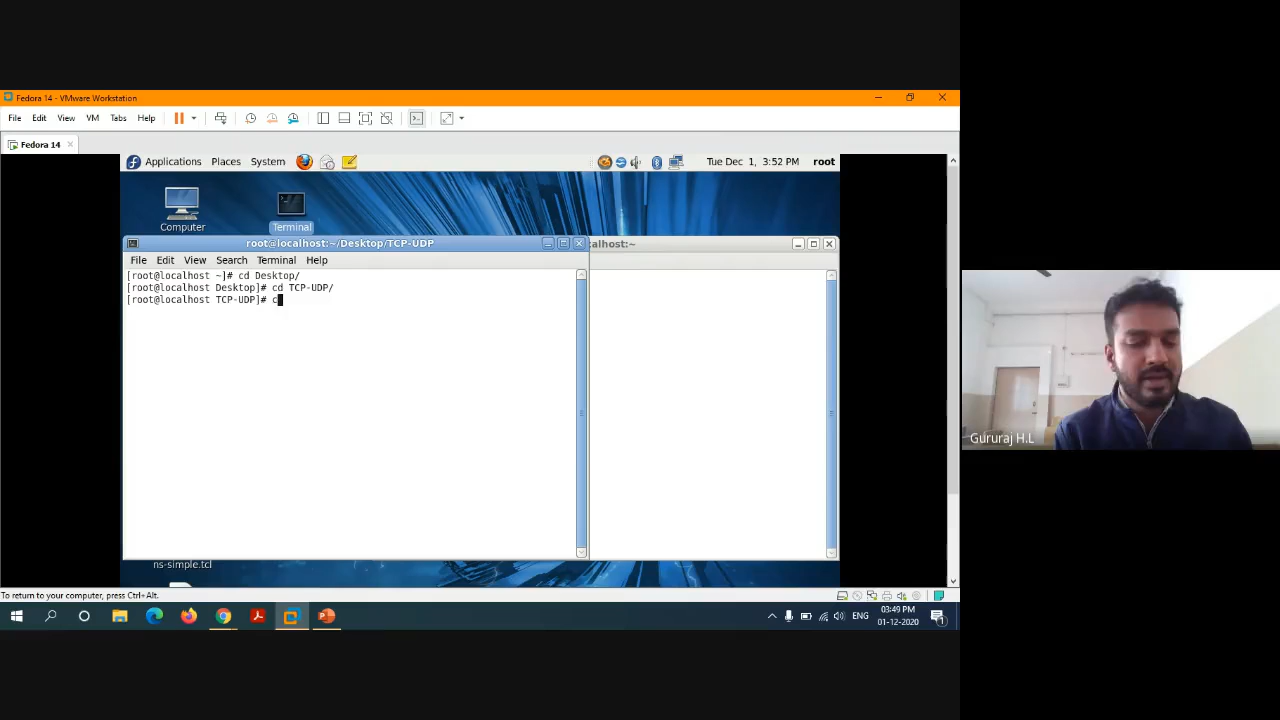 Fedora 14 - VMware Workstation
File Edit View VM Tabs Help
Fedora 14
Applications Places System Tue Dec 1, 3:52 PM root
Computer Terminal
root@localhost:~/Desktop/TCP-UDP
alhost:~
File Edit View Search Terminal Help
[root@localhost ~]# cd Desktop/
[root@localhost Desktop]# cd TCP-UDP/
[root@localhost TCP-UDP]# c
Gururaj H.L
ns-simple.tcl
To return to your computer, press Ctrl+Alt.
ENG
03:49 PM
01-12-2020